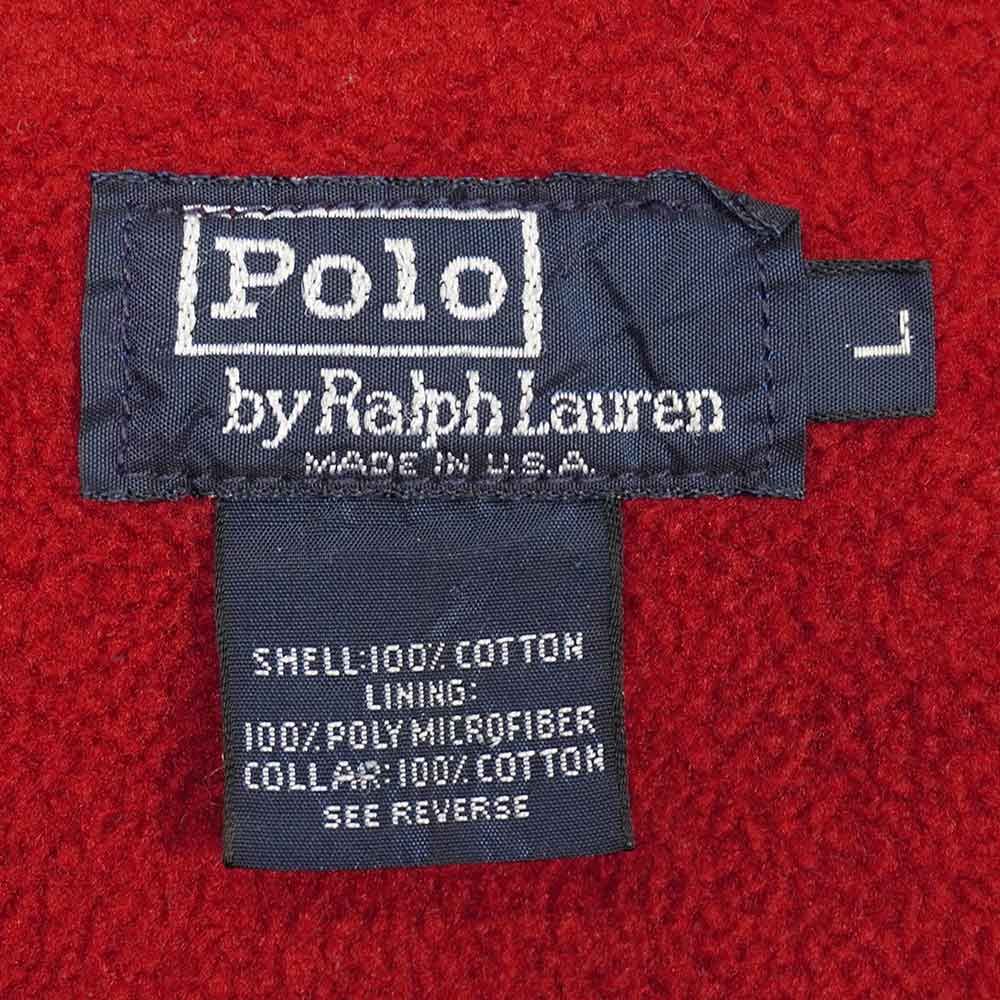 Polo
by Ralph Lauren
MADE IN U.S.A.
L
SHELL:100% COTTON
LINING:
100% POLY MICROFIBER
COLLAR:100% COTTON
SEE REVERSE